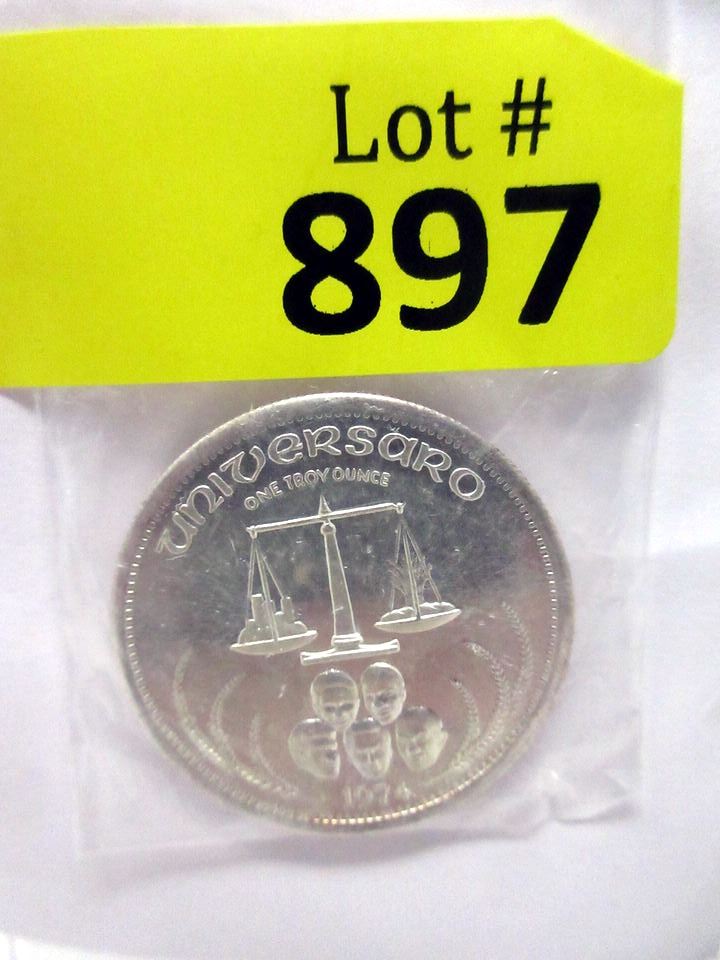 Lot #
897
UNIVERSARO
ONE TROY OUNCE
1974